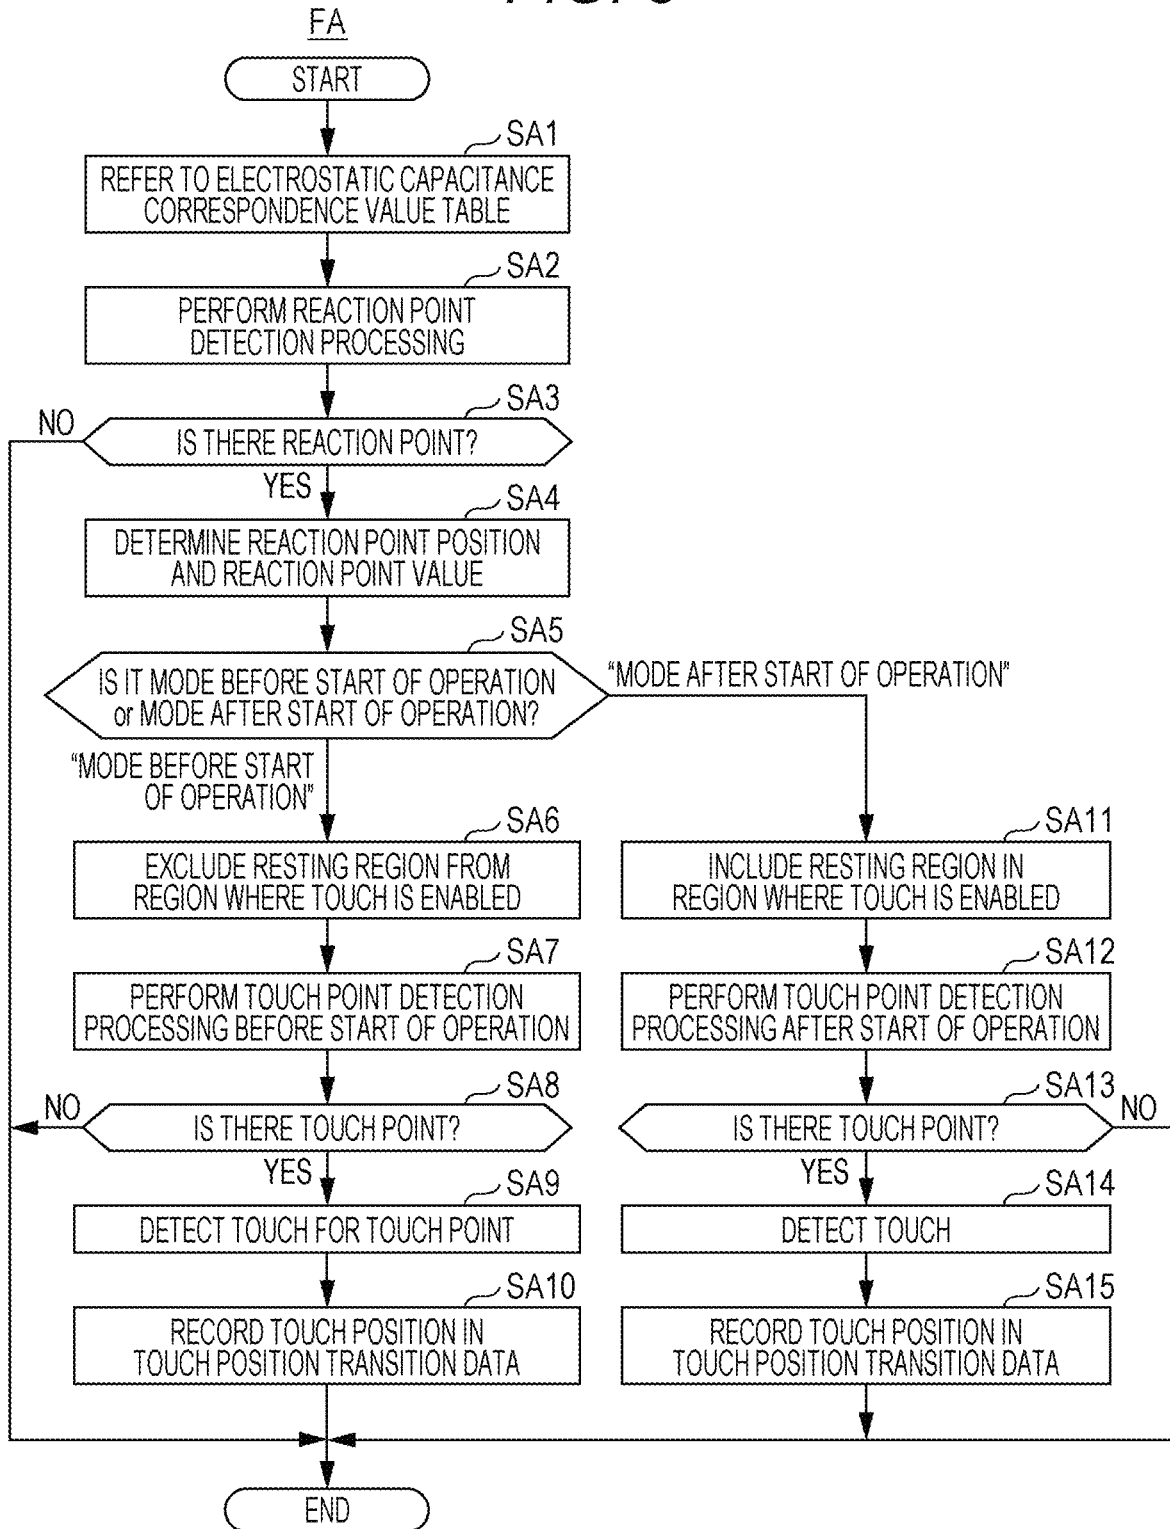 FA
START
SA1
REFER TO ELECTROSTATIC CAPACITANCE
CORRESPONDENCE VALUE TABLE
SA2
PERFORM REACTION POINT
DETECTION PROCESSING
SA3
NO
IS THERE REACTION POINT?
YES
SA4
DETERMINE REACTION POINT POSITION
AND REACTION POINT VALUE
SA5
IS IT MODE BEFORE START OF OPERATION
or MODE AFTER START OF OPERATION?
"MODE AFTER START OF OPERATION"
"MODE BEFORE START
OF OPERATION"
SA6
EXCLUDE RESTING REGION FROM
REGION WHERE TOUCH IS ENABLED
SA7
PERFORM TOUCH POINT DETECTION
PROCESSING BEFORE START OF OPERATION
SA8
NO
IS THERE TOUCH POINT?
YES
SA9
DETECT TOUCH FOR TOUCH POINT
SA10
RECORD TOUCH POSITION IN
TOUCH POSITION TRANSITION DATA
SA11
INCLUDE RESTING REGION IN
REGION WHERE TOUCH IS ENABLED
SA12
PERFORM TOUCH POINT DETECTION
PROCESSING AFTER START OF OPERATION
SA13
NO
IS THERE TOUCH POINT?
YES
SA14
DETECT TOUCH
SA15
RECORD TOUCH POSITION IN
TOUCH POSITION TRANSITION DATA
END